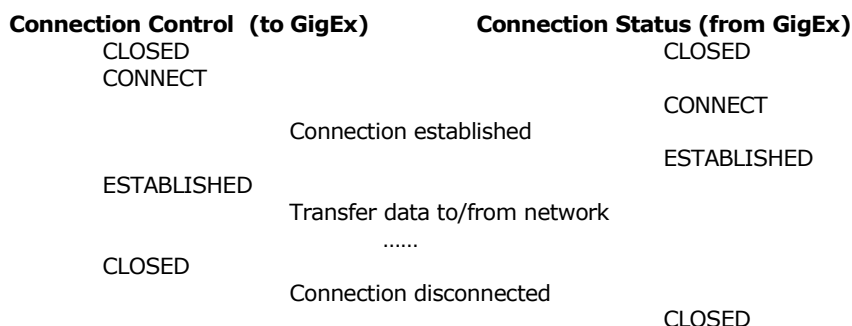 Connection Control (to GigEx) Connection Status (from GigEx)
CLOSED CLOSED
CONNECT
CONNECT
Connection established
ESTABLISHED
ESTABLISHED
Transfer data to/from network
……
CLOSED
Connection disconnected
CLOSED